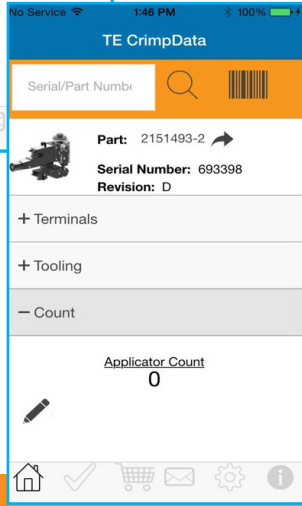 No Service 1:46 PM 100%
TE CrimpData
Serial/Part Numbe
Part: 2151493-2
Serial Number: 693398
Revision: D
+ Terminals
+ Tooling
− Count
Applicator Count
0